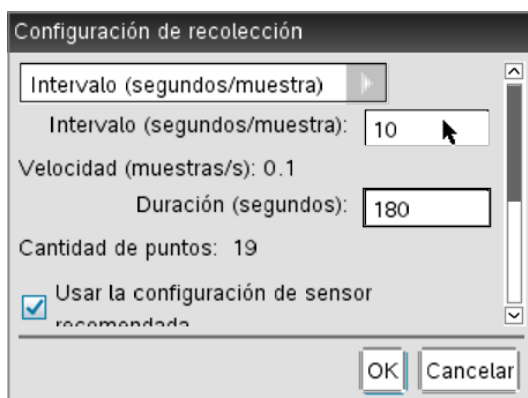 Configuración de recolección
Intervalo (segundos/muestra)
Intervalo (segundos/muestra): 10
Velocidad (muestras/s): 0.1
Duración (segundos): 180
Cantidad de puntos: 19
Usar la configuración de sensor
recomendada
OK Cancelar